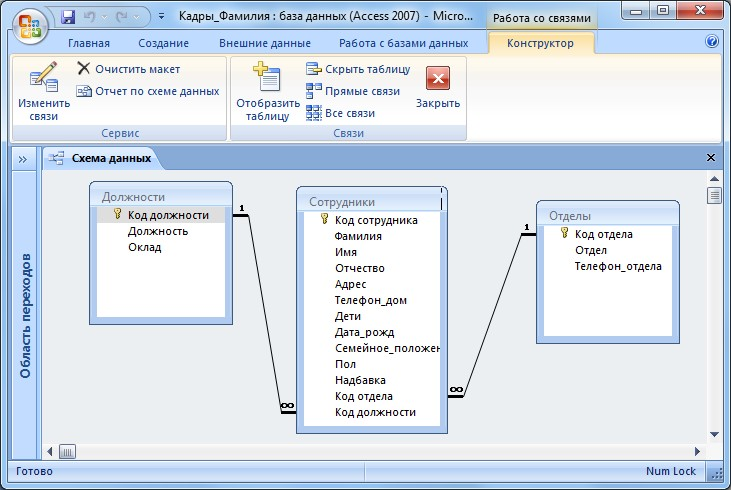 Кадры_Фамилия : база данных (Access 2007) - Micro...
Работа со связями
Главная
Создание
Внешние данные
Работа с базами данных
Конструктор
Изменить связи
Очистить макет
Отчет по схеме данных
Сервис
Отобразить таблицу
Скрыть таблицу
Прямые связи
Все связи
Закрыть
Связи
Область переходов
Схема данных
Должности
Код должности
Должность
Оклад
1
∞
Сотрудники
Код сотрудника
Фамилия
Имя
Отчество
Адрес
Телефон_дом
Дети
Дата_рожд
Семейное_положен
Пол
Надбавка
Код отдела
Код должности
1
∞
Отделы
Код отдела
Отдел
Телефон_отдела
Готово
Num Lock